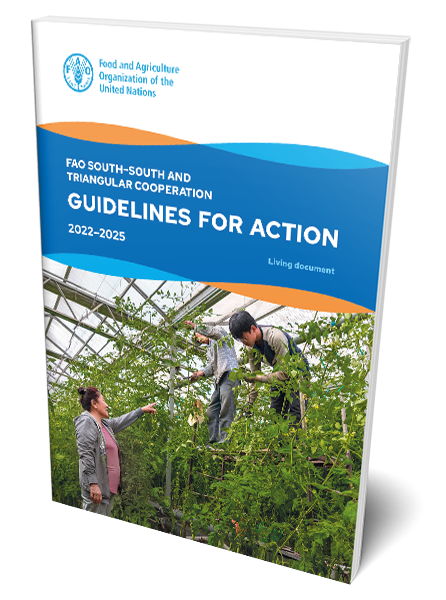 Food and Agriculture
Organization of the
United Nations
FAO SOUTH–SOUTH AND
TRIANGULAR COOPERATION
GUIDELINES FOR ACTION
2022–2025
Living document